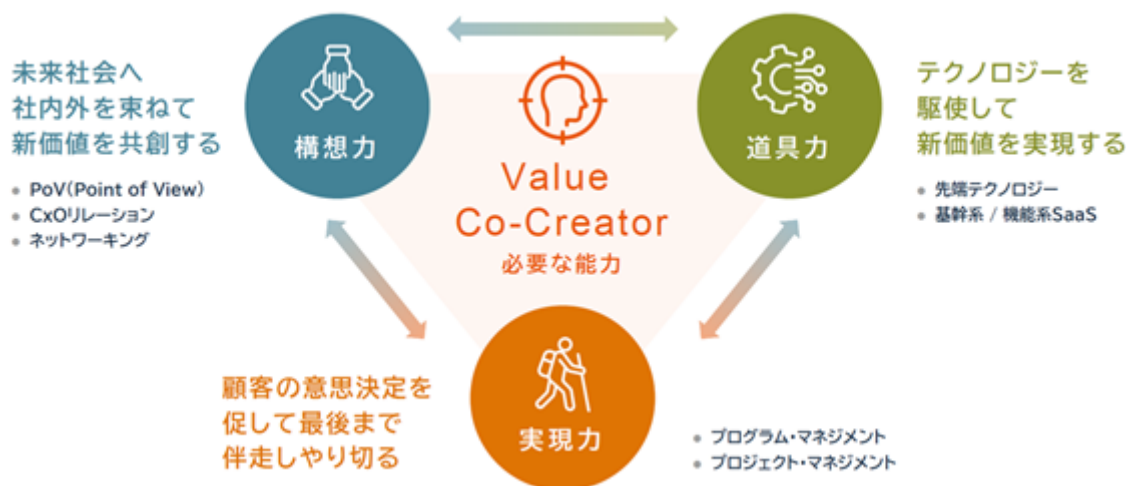 未来社会へ
社内外を束ねて
新価値を共創する
● PoV(Point of View)
● CxOリレーション
● ネットワーキング
構想力
Value
Co-Creator
必要な能力
道具力
テクノロジーを
駆使して
新価値を実現する
● 先端テクノロジー
● 基幹系 / 機能系SaaS
顧客の意思決定を
促して最後まで
伴走しやり切る
実現力
● プログラム・マネジメント
● プロジェクト・マネジメント